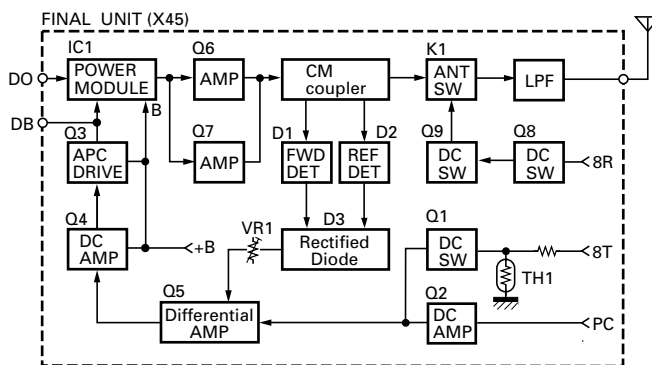 FINAL UNIT (X45)
IC1
POWER
MODULE
DO
DB
B
Q6
AMP
Q7
AMP
CM
coupler
K1
ANT
SW
LPF
Q3
APC
DRIVE
D1
FWD
DET
D2
REF
DET
Q9
DC
SW
Q8
DC
SW
8R
Q4
DC
AMP
+B
VR1
D3
Rectified
Diode
Q1
DC
SW
8T
TH1
Q5
Differential
AMP
Q2
DC
AMP
PC